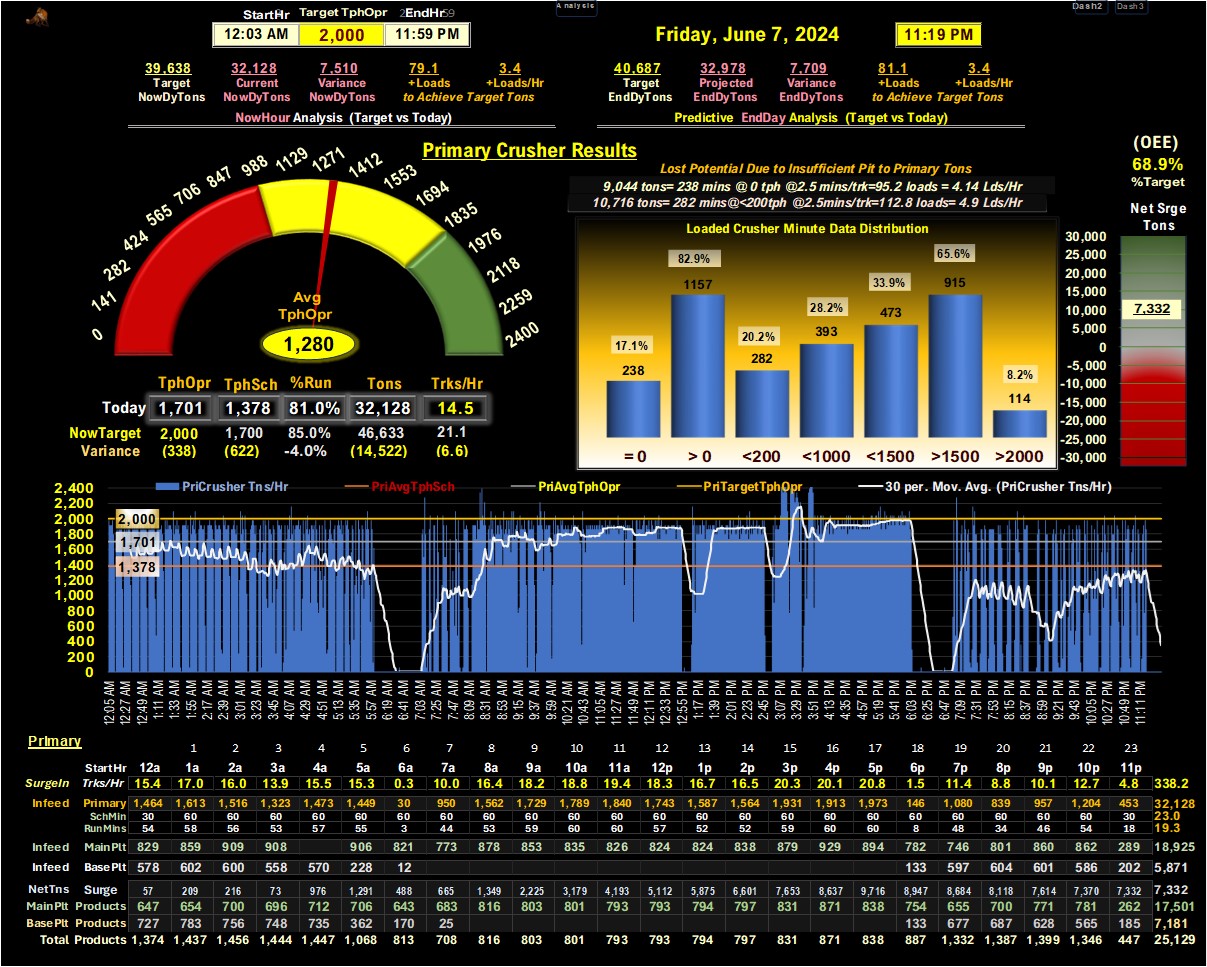 StartHr Target TphOpr EndHr
12:03 AM 2,000 11:59 PM
Analysis
Dash2 Dash3
Friday, June 7, 2024 11:19 PM
39,638 32,128 7,510 79.1 3.4
Target Current Variance +Loads +Loads/Hr
NowDyTons NowDyTons NowDyTons to Achieve Target Tons
NowHour Analysis (Target vs Today)
40,687 32,978 7,709 81.1 3.4
Target Projected Variance +Loads +Loads/Hr
EndDyTons EndDyTons EndDyTons to Achieve Target Tons
Predictive EndDay Analysis (Target vs Today)
Primary Crusher Results
0 141 282 424 565 706 847 988 1129 1271 1412 1553 1694 1835 1976 2118 2259 2400
Avg
TphOpr
1,280
TphOpr TphSch %Run Tons Trks/Hr
Today 1,701 1,378 81.0% 32,128 14.5
NowTarget 2,000 1,700 85.0% 46,633 21.1
Variance (338) (622) -4.0% (14,522) (6.6)
Lost Potential Due to Insufficient Pit to Primary Tons
9,044 tons= 238 mins @ 0 tph @2.5 mins/trk=95.2 loads = 4.14 Lds/Hr
10,716 tons= 282 mins@<200tph @2.5mins/trk=112.8 loads= 4.9 Lds/Hr
Loaded Crusher Minute Data Distribution
17.1% 82.9% 20.2% 28.2% 33.9% 65.6% 8.2%
238 1157 282 393 473 915 114
= 0 > 0 <200 <1000 <1500 >1500 >2000
(OEE)
68.9%
%Target
Net Srge
Tons
30,000
25,000
20,000
15,000
10,000
7,332
5,000
0
-5,000
-10,000
-15,000
-20,000
-25,000
-30,000
PriCrusher Tns/Hr PriAvgTphSch PriAvgTphOpr PriTargetTphOpr 30 per. Mov. Avg. (PriCrusher Tns/Hr)
2,400
2,200
2,000
1,800
1,600
1,400
1,200
1,000
800
600
400
200
0
2,000
1,701
1,378
12:05 AM 12:27 AM 12:49 AM 1:11 AM 1:33 AM 1:55 AM 2:17 AM 2:39 AM 3:01 AM 3:23 AM 3:45 AM 4:07 AM 4:29 AM 4:51 AM 5:13 AM 5:35 AM 5:57 AM 6:19 AM 6:41 AM 7:03 AM 7:25 AM 7:47 AM 8:09 AM 8:31 AM 8:53 AM 9:15 AM 9:37 AM 9:59 AM 10:21 AM 10:43 AM 11:05 AM 11:27 AM 11:49 AM 12:11 PM 12:33 PM 12:55 PM 1:17 PM 1:39 PM 2:01 PM 2:23 PM 2:45 PM 3:07 PM 3:29 PM 3:51 PM 4:13 PM 4:35 PM 4:57 PM 5:19 PM 5:41 PM 6:03 PM 6:25 PM 6:47 PM 7:09 PM 7:31 PM 7:53 PM 8:15 PM 8:37 PM 8:59 PM 9:21 PM 9:43 PM 10:05 PM 10:27 PM 10:49 PM 11:11 PM
Primary
1 2 3 4 5 6 7 8 9 10 11 12 13 14 15 16 17 18 19 20 21 22 23
StartHr 12a 1a 2a 3a 4a 5a 6a 7a 8a 9a 10a 11a 12p 1p 2p 3p 4p 5p 6p 7p 8p 9p 10p 11p
SurgeIn Trks/Hr 15.4 17.0 16.0 13.9 15.5 15.3 0.3 10.0 16.4 18.2 18.8 19.4 18.3 16.7 16.5 20.3 20.1 20.8 1.5 11.4 8.8 10.1 12.7 4.8 338.2
Infeed Primary 1,464 1,613 1,516 1,323 1,473 1,449 30 950 1,562 1,729 1,789 1,840 1,743 1,587 1,564 1,931 1,913 1,973 146 1,080 839 957 1,204 453 32,128
SchMin 30 60 60 60 60 60 60 60 60 60 60 60 60 60 60 60 60 60 60 60 60 60 60 30 23.0
RunMins 54 58 56 53 57 55 3 44 53 59 60 60 57 52 52 59 60 60 8 48 34 46 54 18 19.3
Infeed MainPlt 829 859 909 908 906 821 773 878 853 835 826 824 824 838 879 929 894 782 746 801 860 862 289 18,925
Infeed BasePlt 578 602 600 558 570 228 12 133 597 604 601 586 202 5,871
NetTns Surge 57 209 216 73 976 1,291 488 665 1,349 2,225 3,179 4,193 5,112 5,875 6,601 7,653 8,637 9,716 8,947 8,684 8,118 7,614 7,370 7,332 7,332
MainPlt Products 647 654 700 696 712 706 643 683 816 803 801 793 793 794 797 831 871 838 754 655 700 771 781 262 17,501
BasePlt Products 727 783 756 748 735 362 170 25 133 677 687 628 565 185 7,181
Total Products 1,374 1,437 1,456 1,444 1,447 1,068 813 708 816 803 801 793 793 794 797 831 871 838 887 1,332 1,387 1,399 1,346 447 25,129